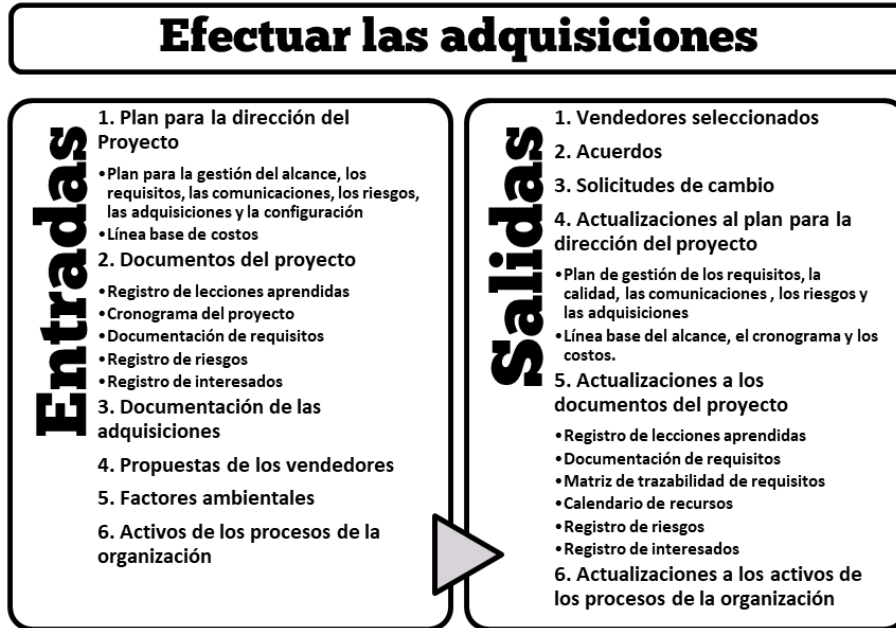 Efectuar las adquisiciones
Entradas
1. Plan para la dirección del
Proyecto
•Plan para la gestión del alcance, los
requisitos, las comunicaciones, los riesgos,
las adquisiciones y la configuración
•Línea base de costos
2. Documentos del proyecto
•Registro de lecciones aprendidas
•Cronograma del proyecto
•Documentación de requisitos
•Registro de riesgos
•Registro de interesados
3. Documentación de las
adquisiciones
4. Propuestas de los vendedores
5. Factores ambientales
6. Activos de los procesos de la
organización
Salidas
1. Vendedores seleccionados
2. Acuerdos
3. Solicitudes de cambio
4. Actualizaciones al plan para la
dirección del proyecto
•Plan de gestión de los requisitos, la
calidad, las comunicaciones , los riesgos y
las adquisiciones
•Línea base del alcance, el cronograma y los
costos.
5. Actualizaciones a los
documentos del proyecto
•Registro de lecciones aprendidas
•Documentación de requisitos
•Matriz de trazabilidad de requisitos
•Calendario de recursos
•Registro de riesgos
•Registro de interesados
6. Actualizaciones a los activos de
los procesos de la organización